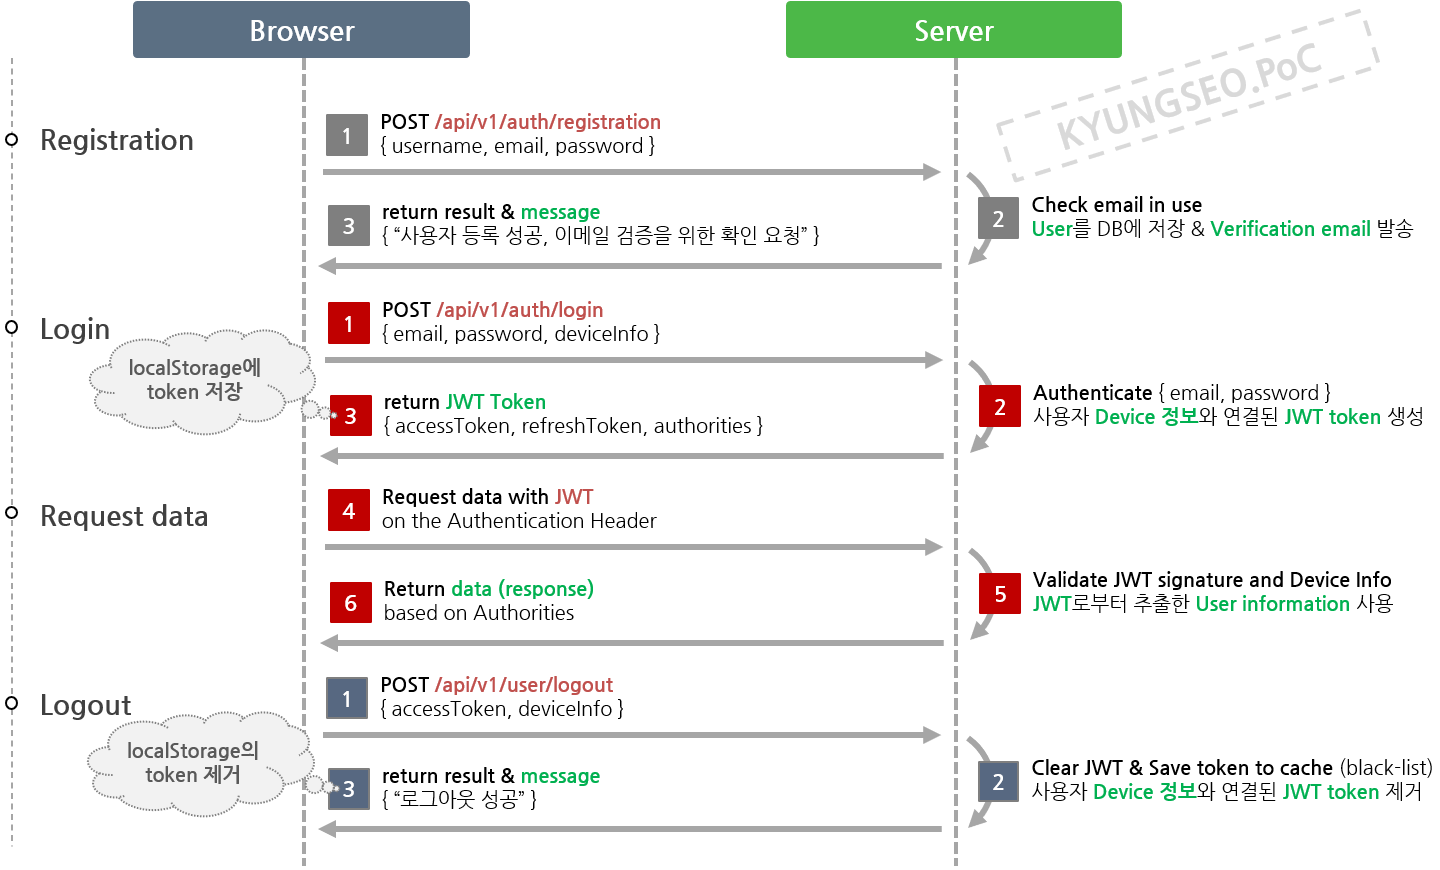 Browser
Server
KYUNGSEO.PoC
Registration
1
POST /api/v1/auth/registration
{ username, email, password }
2
Check email in use
User를 DB에 저장 & Verification email 발송
3
return result & message
{ “사용자 등록 성공, 이메일 검증을 위한 확인 요청” }
Login
1
POST /api/v1/auth/login
{ email, password, deviceInfo }
localStorage에
token 저장
2
Authenticate { email, password }
사용자 Device 정보와 연결된 JWT token 생성
3
return JWT Token
{ accessToken, refreshToken, authorities }
Request data
4
Request data with JWT
on the Authentication Header
5
Validate JWT signature and Device Info
JWT로부터 추출한 User information 사용
6
Return data (response)
based on Authorities
Logout
1
POST /api/v1/user/logout
{ accessToken, deviceInfo }
localStorage의
token 제거
2
Clear JWT & Save token to cache (black-list)
사용자 Device 정보와 연결된 JWT token 제거
3
return result & message
{ “로그아웃 성공” }